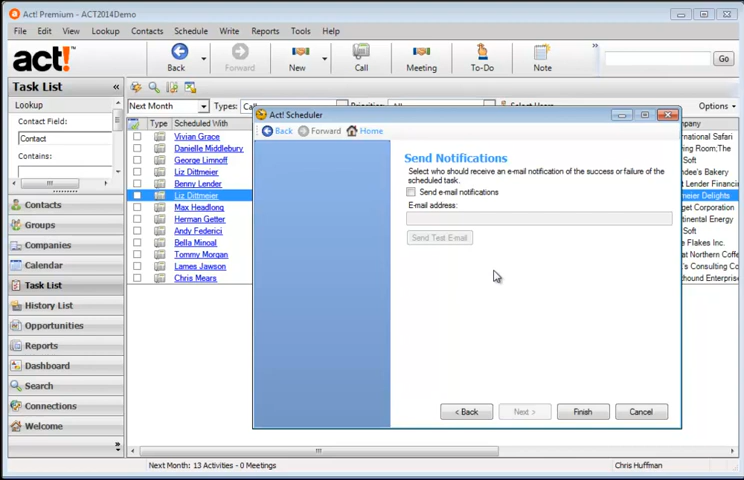 Act! Premium - ACT2014Demo
File Edit View Lookup Contacts Schedule Write Reports Tools Help
act!
Back Forward New Call Meeting To-Do Note
Go
Task List «
Lookup
Contact Field:
Contact
Contains:
Contacts
Groups
Companies
Calendar
Task List
History List
Opportunities
Reports
Dashboard
Search
Connections
Welcome
Next Month Types: Select Users Options
Type Scheduled With
Vivian Grace
Danielle Middlebury
George Limnoff
Liz Dittmeier
Benny Lender
Liz Dittmeier
Max Headlong
Herman Getter
Andy Federici
Bella Minoal
Tommy Morgan
Lames Jawson
Chris Mears
Act! Scheduler
Back Forward Home
Send Notifications
Select who should receive an e-mail notification of the success or failure of the
scheduled task.
Send e-mail notifications
E-mail address:
Send Test E-mail
< Back Next > Finish Cancel
Next Month: 13 Activities - 0 Meetings
Chris Huffman